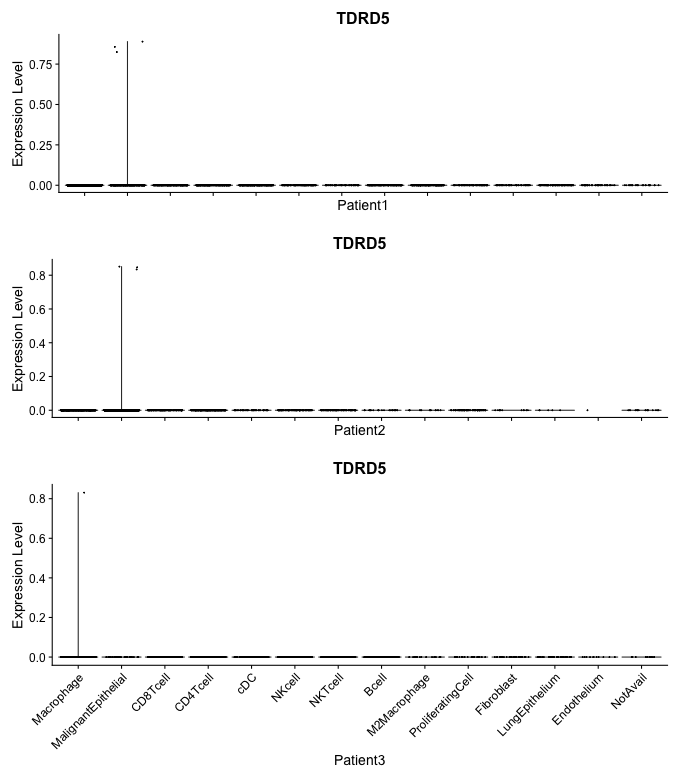 TDRD5
Expression Level
0.75
0.50
0.25
0.00
Patient1
TDRD5
Expression Level
0.8
0.6
0.4
0.2
0.0
Patient2
TDRD5
Expression Level
0.8
0.6
0.4
0.2
0.0
Macrophage
MalignantEpithelial
CD8Tcell
CD4Tcell
cDC
NKcell
NKTcell
Bcell
M2Macrophage
ProliferatingCell
Fibroblast
LungEpithelium
Endothelium
NotAvail
Patient3